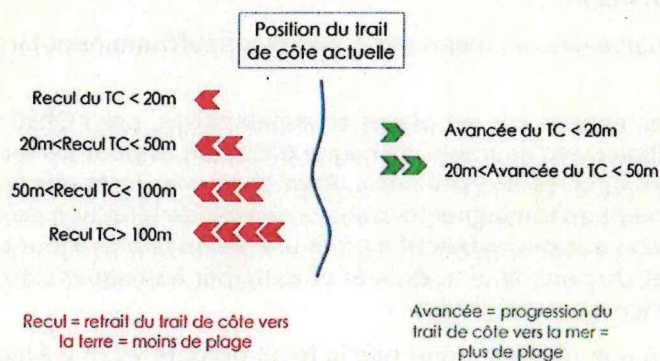 Position du trait
de côte actuelle
Recul du TC < 20m
20m<Recul TC< 50m
50m<Recul TC< 100m
Recul TC> 100m
Avancée du TC <20m
20m<Avancée du TC < 50m
Recul = retrait du trait de côte vers
la terre = moins de plage
Avancée = progression du
trait de côte vers la mer =
plus de plage